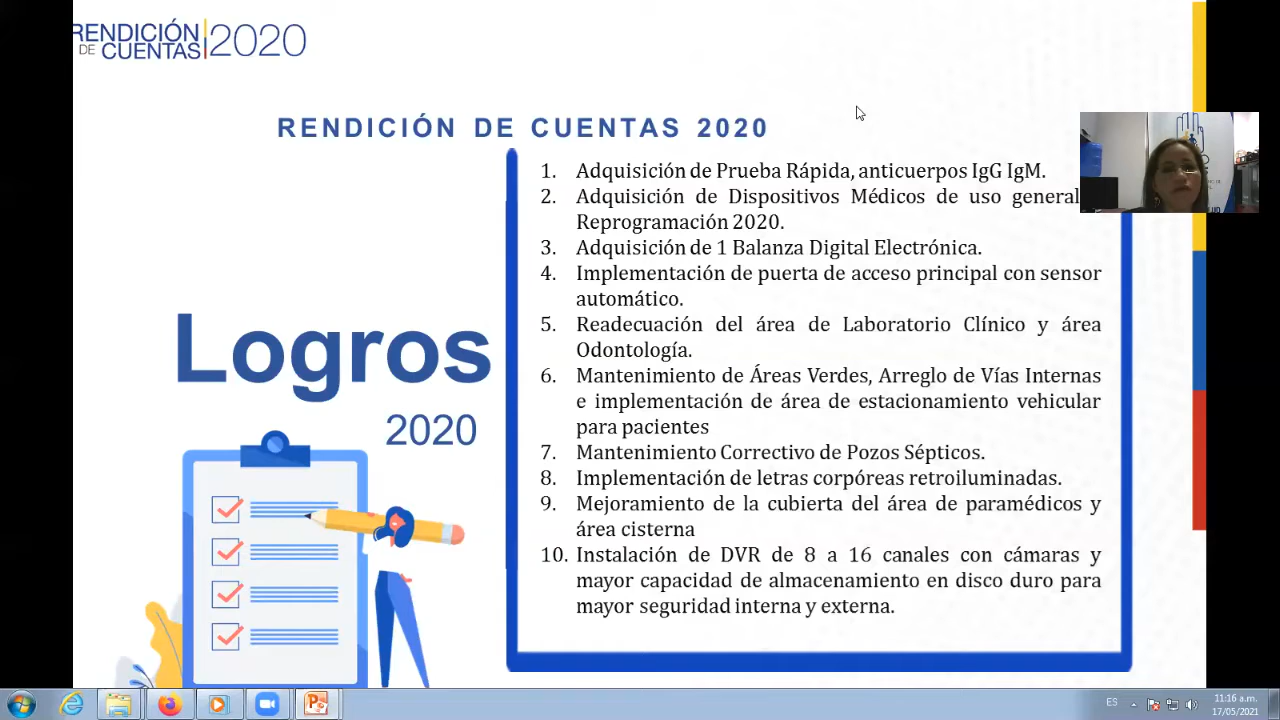 RENDICIÓN
DE CUENTAS 2020
RENDICIÓN DE CUENTAS 2020
1. Adquisición de Prueba Rápida, anticuerpos IgG IgM.
2. Adquisición de Dispositivos Médicos de uso general
Reprogramación 2020.
3. Adquisición de 1 Balanza Digital Electrónica.
4. Implementación de puerta de acceso principal con sensor
automático.
5. Readecuación del área de Laboratorio Clínico y área
Odontología.
6. Mantenimiento de Áreas Verdes, Arreglo de Vías Internas
e implementación de área de estacionamiento vehicular
para pacientes
7. Mantenimiento Correctivo de Pozos Sépticos.
8. Implementación de letras corpóreas retroiluminadas.
9. Mejoramiento de la cubierta del área de paramédicos y
área cisterna
10. Instalación de DVR de 8 a 16 canales con cámaras y
mayor capacidad de almacenamiento en disco duro para
mayor seguridad interna y externa.
Logros
2020
ES
11:16 a.m.
17/05/2021